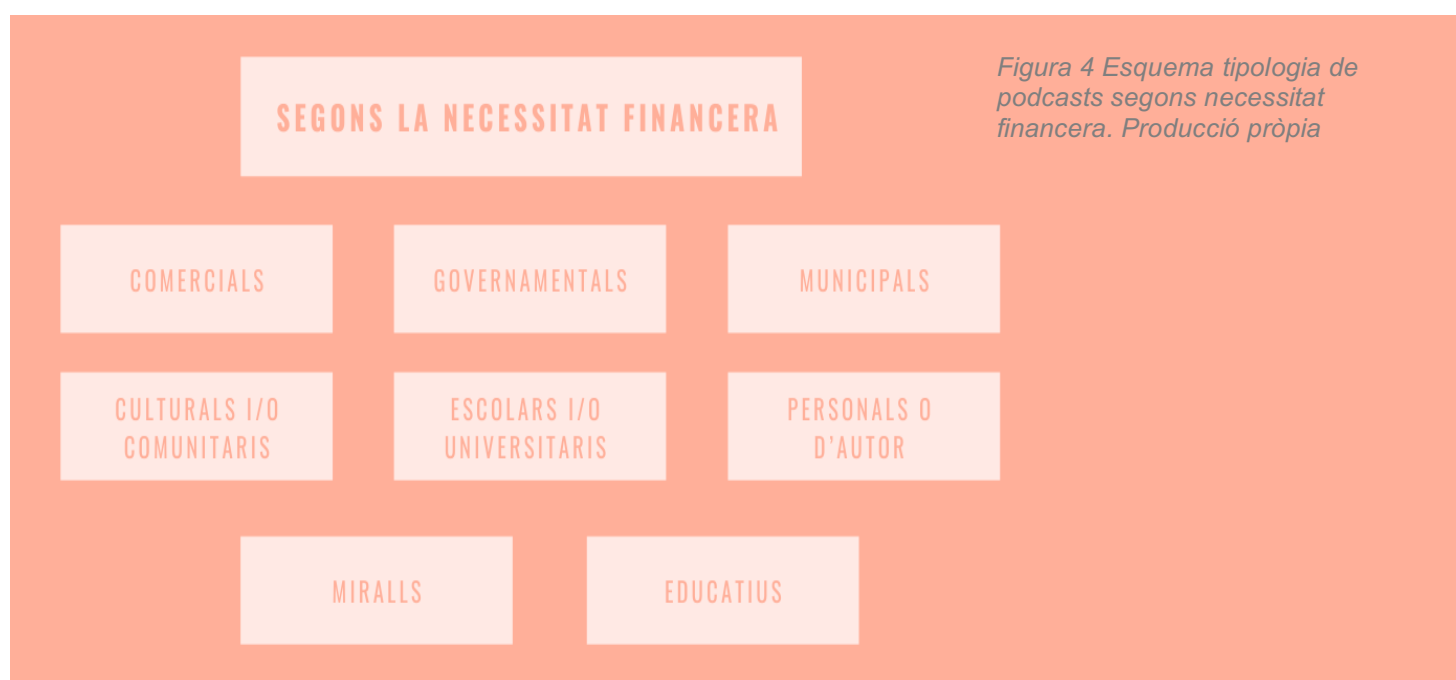 SEGONS LA NECESSITAT FINANCERA
Figura 4 Esquema tipologia de
podcasts segons necessitat
financera. Producció pròpia
COMERCIALS
GOVERNAMENTALS
MUNICIPALS
CULTURALS I/O
COMUNITARIS
ESCOLARS I/O
UNIVERSITARIS
PERSONALS O
D'AUTOR
MIRALLS
EDUCATIUS